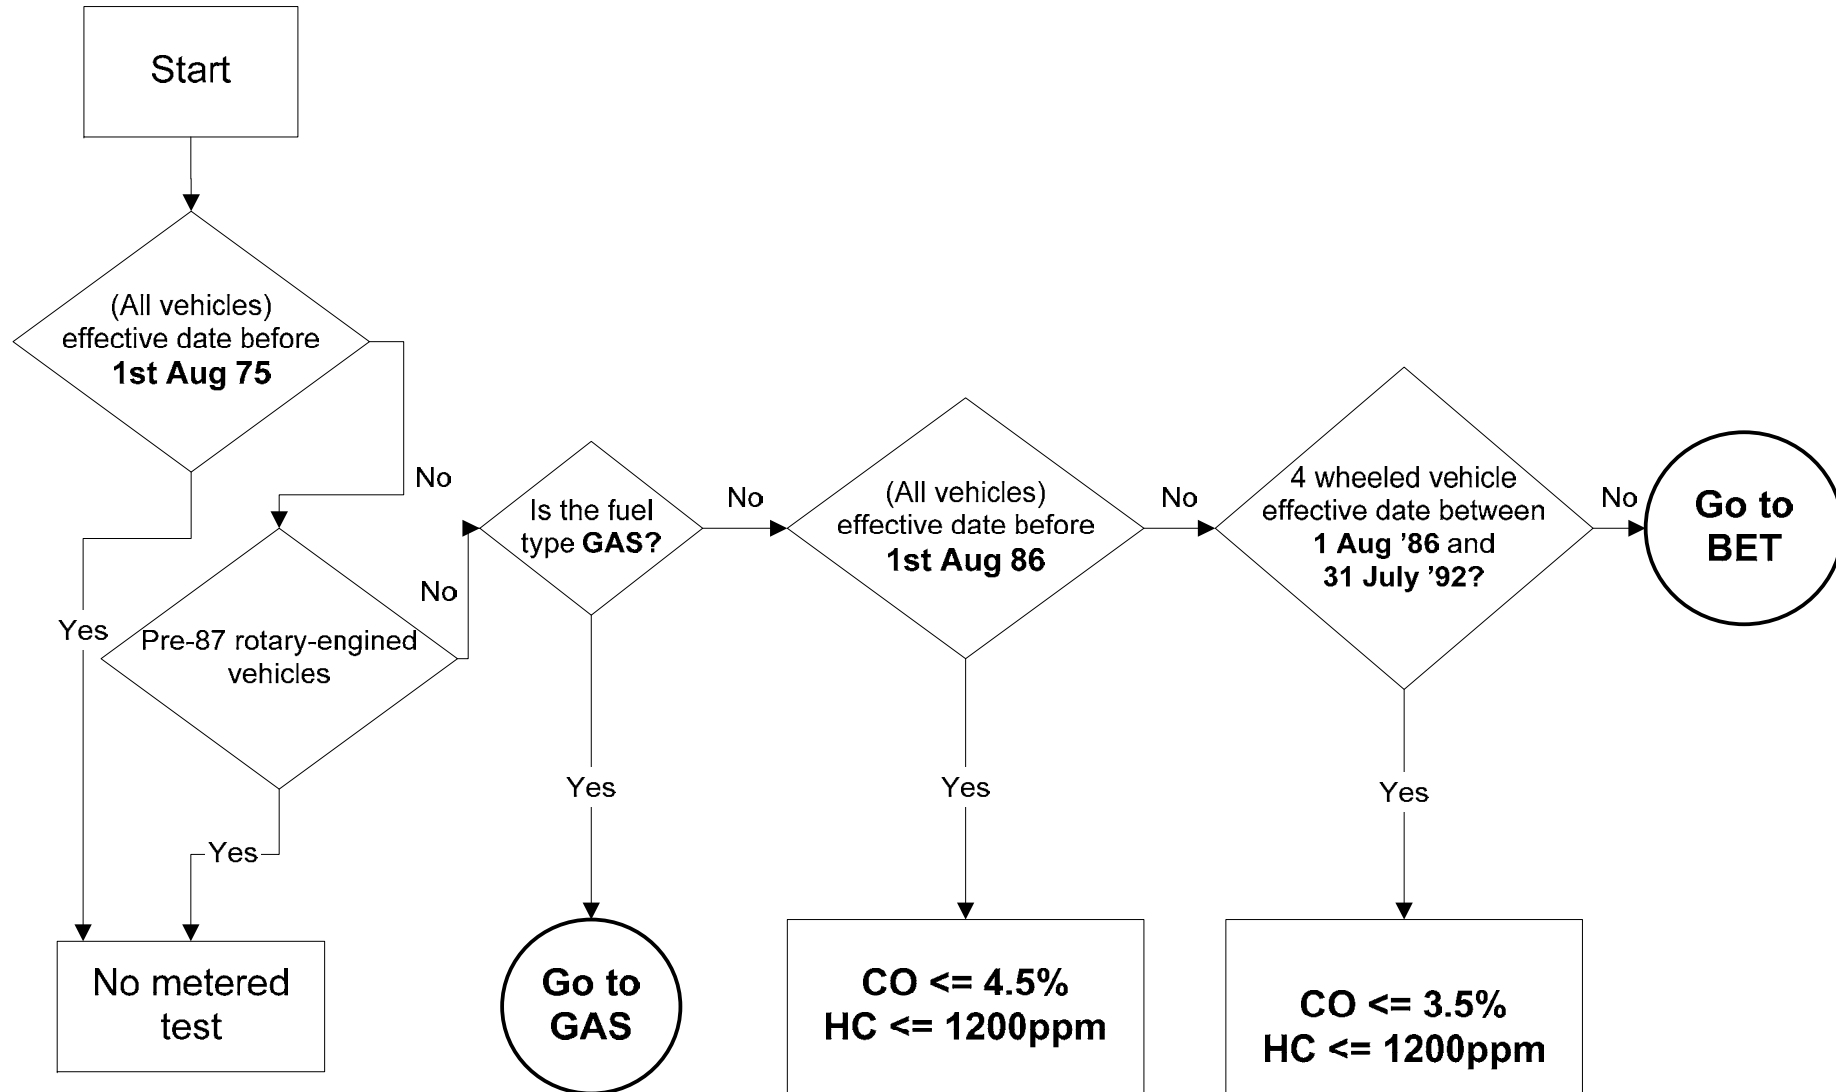 Start
(All vehicles)
effective date before
1st Aug 75
No
Yes
Pre-87 rotary-engined
vehicles
No
Yes
No metered
test
Is the fuel
type GAS?
No
Yes
Go to
GAS
(All vehicles)
effective date before
1st Aug 86
No
Yes
CO <= 4.5%
HC <= 1200ppm
4 wheeled vehicle
effective date between
1 Aug ’86 and
31 July ’92?
No
Yes
CO <= 3.5%
HC <= 1200ppm
Go to
BET